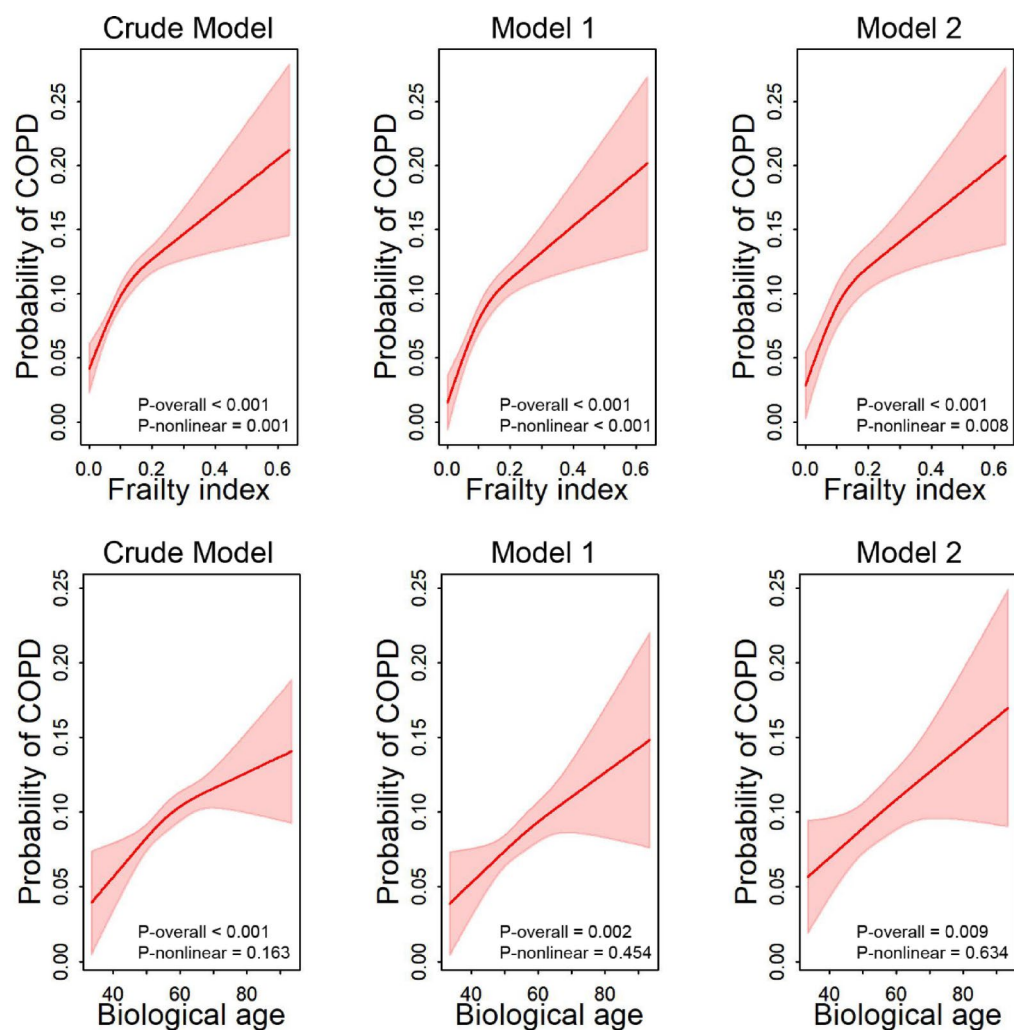 Crude Model
Probability of COPD
0.00 0.05 0.10 0.15 0.20 0.25
P-overall < 0.001
P-nonlinear = 0.001
0.0 0.2 0.4 0.6
Frailty index
Model 1
Probability of COPD
0.00 0.05 0.10 0.15 0.20 0.25
P-overall < 0.001
P-nonlinear < 0.001
0.0 0.2 0.4 0.6
Frailty index
Model 2
Probability of COPD
0.00 0.05 0.10 0.15 0.20 0.25
P-overall < 0.001
P-nonlinear = 0.008
0.0 0.2 0.4 0.6
Frailty index
Crude Model
Probability of COPD
0.00 0.05 0.10 0.15 0.20 0.25
P-overall < 0.001
P-nonlinear = 0.163
40 60 80
Biological age
Model 1
Probability of COPD
0.00 0.05 0.10 0.15 0.20 0.25
P-overall = 0.002
P-nonlinear = 0.454
40 60 80
Biological age
Model 2
Probability of COPD
0.00 0.05 0.10 0.15 0.20 0.25
P-overall = 0.009
P-nonlinear = 0.634
40 60 80
Biological age